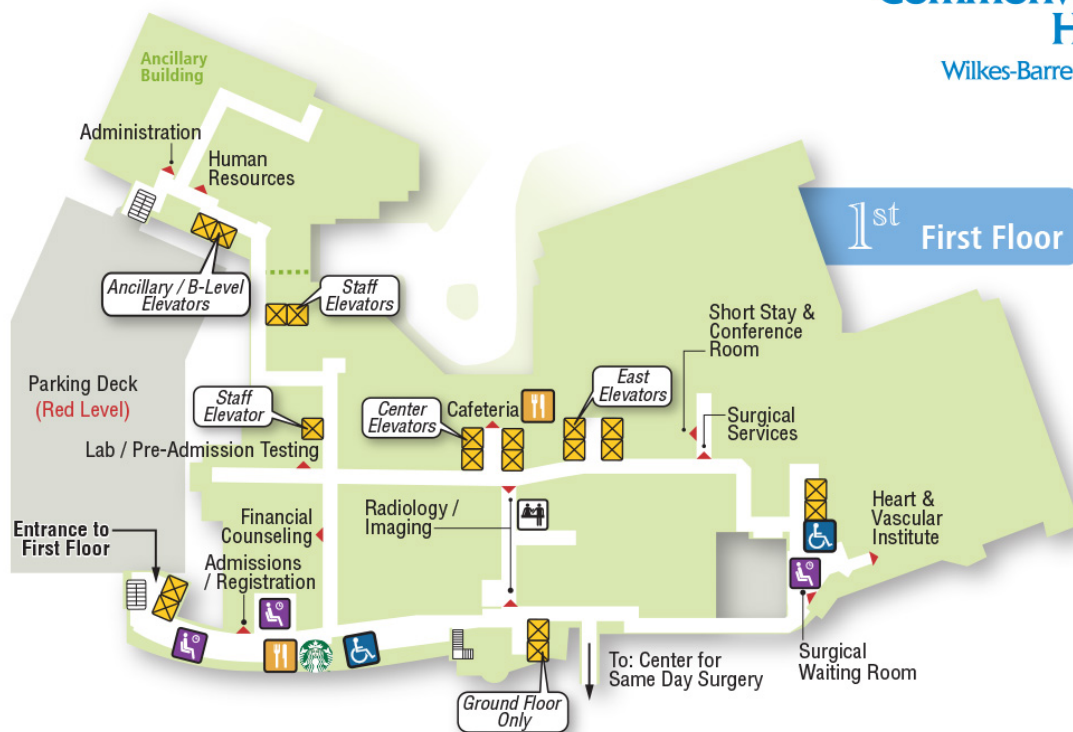 Wilkes-Barre
Ancillary
Building
Administration
Human
Resources
1st First Floor
Ancillary / B-Level
Elevators
Staff
Elevators
Short Stay &
Conference
Room
Parking Deck
(Red Level)
Staff
Elevator
Center
Elevators
Cafeteria
East
Elevators
Surgical
Services
Lab / Pre-Admission Testing
Radiology /
Imaging
Heart &
Vascular
Institute
Entrance to
First Floor
Financial
Counseling
Admissions
/ Registration
To: Center for
Same Day Surgery
Surgical
Waiting Room
Ground Floor
Only